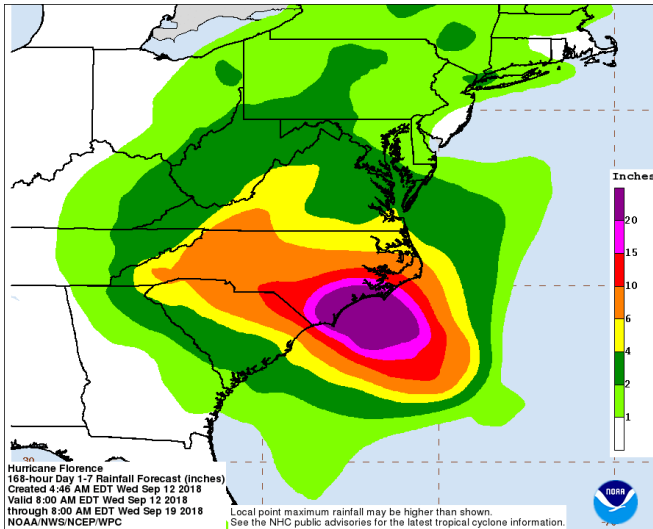 Inches
20
15
10
6
4
2
1
30
Hurricane Florence
168-hour Day 1-7 Rainfall Forecast (inches)
Created 4:46 AM EDT Wed Sep 12 2018
Valid 8:00 AM EDT Wed Sep 12 2018
through 8:00 AM EDT Wed Sep 19 2018
NOAA/NWS/NCEP/WPC
Local point maximum rainfall may be higher than shown.
See the NHC public advisories for the latest tropical cyclone information.
NOAA